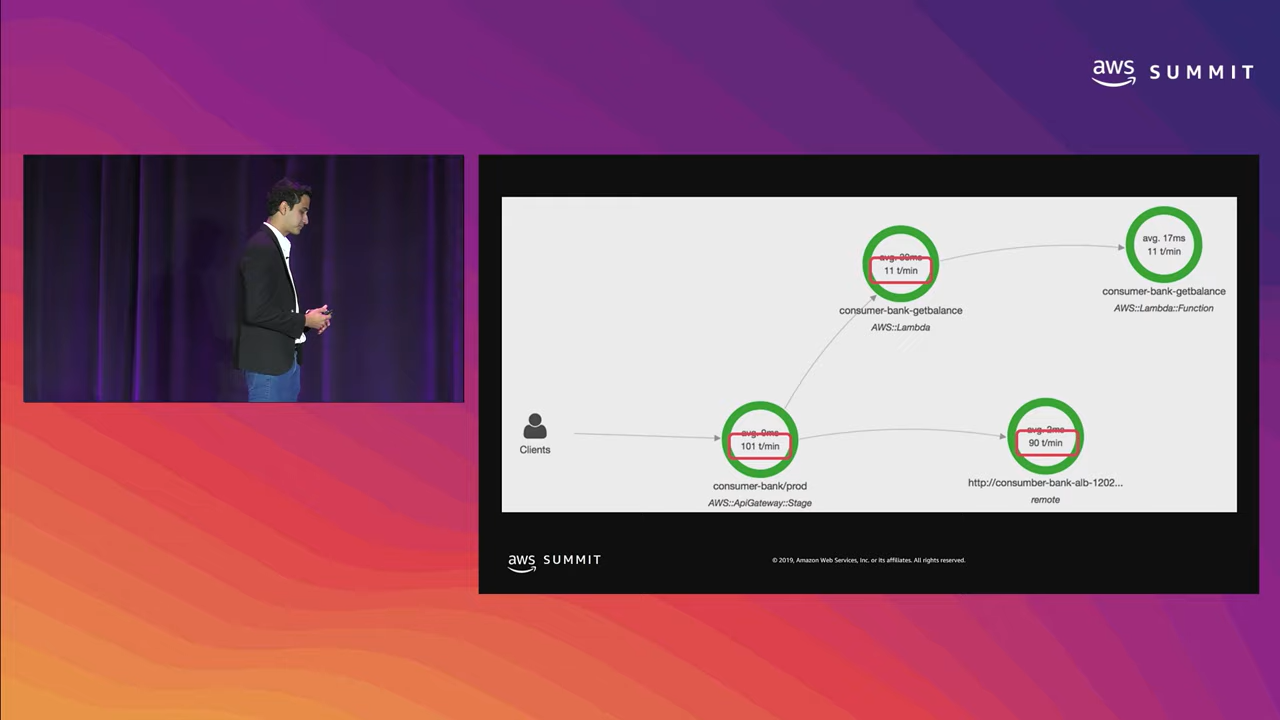 aws SUMMIT
avg. 17ms
11 t/min
consumer-bank-getbalance
AWS::Lambda::Function
avg.
11 t/min
consumer-bank-getbalance
AWS::Lambda
Clients
avg. 0ms
101 t/min
consumer-bank/prod
AWS::ApiGateway::Stage
avg. 2ms
90 t/min
http://consumber-bank-alb-1202...
remote
aws SUMMIT
© 2019, Amazon Web Services, Inc. or its affiliates. All rights reserved.